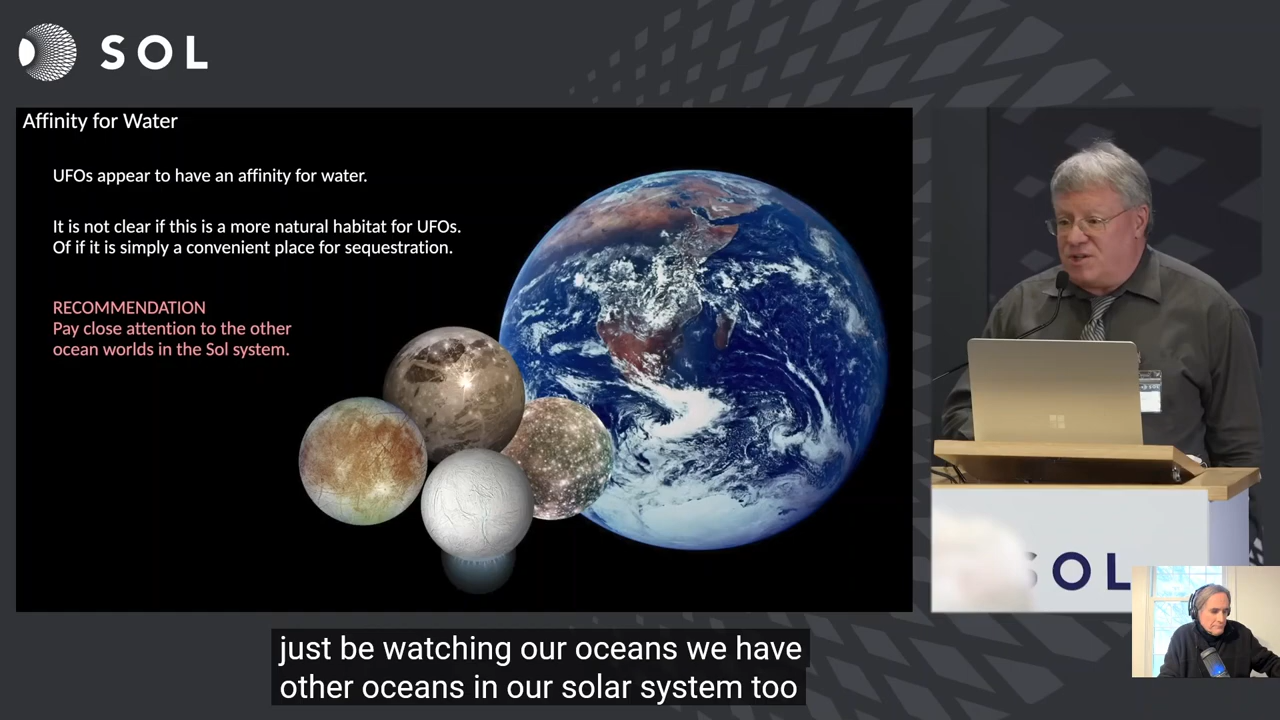 SOL
Affinity for Water
UFOs appear to have an affinity for water.
It is not clear if this is a more natural habitat for UFOs.
Of if it is simply a convenient place for sequestration.
RECOMMENDATION
Pay close attention to the other
ocean worlds in the Sol system.
SOL
SOL
just be watching our oceans we have
other oceans in our solar system too